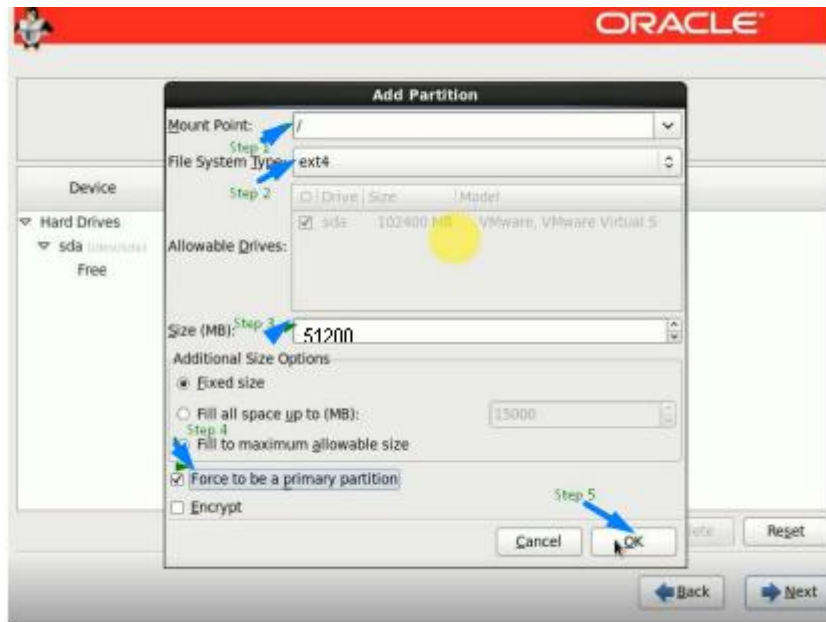 ORACLE
Add Partition
Mount Point: /
Step 1
File System Type: ext4
Step 2
Drive Size Model
sda 102400 MB VMware, VMware Virtual S
Allowable Drives:
Step 3
Size (MB): 51200
Additional Size Options
Fixed size
Fill all space up to (MB): 15000
Step 4
Fill to maximum allowable size
Force to be a primary partition
Encrypt
Step 5
Cancel OK
Device
Hard Drives
sda
Free
Reset
Back Next